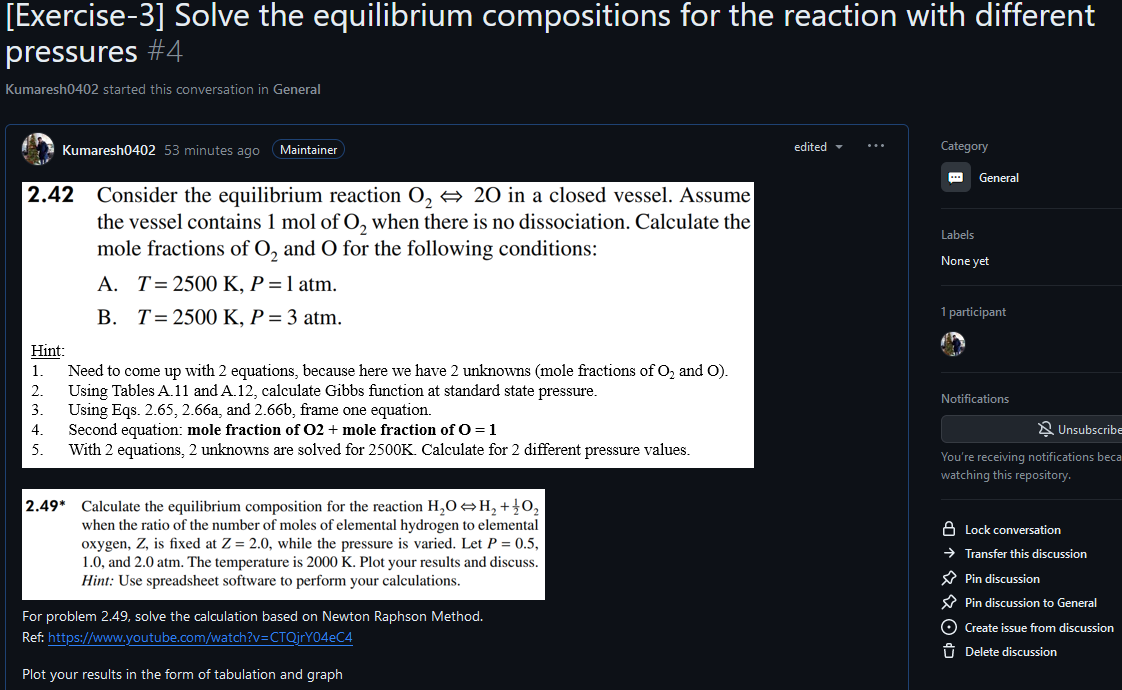 [Exercise-3] Solve the equilibrium compositions for the reaction with different
pressures #4
Kumaresh0402 started this conversation in General
Kumaresh0402 53 minutes ago Maintainer
edited
2.42 Consider the equilibrium reaction O₂ ⇔ 2O in a closed vessel. Assume
the vessel contains 1 mol of O₂ when there is no dissociation. Calculate the
mole fractions of O₂ and O for the following conditions:
A. T = 2500 K, P = 1 atm.
B. T = 2500 K, P = 3 atm.
Hint:
1. Need to come up with 2 equations, because here we have 2 unknowns (mole fractions of O₂ and O).
2. Using Tables A.11 and A.12, calculate Gibbs function at standard state pressure.
3. Using Eqs. 2.65, 2.66a, and 2.66b, frame one equation.
4. Second equation: mole fraction of O2 + mole fraction of O = 1
5. With 2 equations, 2 unknowns are solved for 2500K. Calculate for 2 different pressure values.
2.49* Calculate the equilibrium composition for the reaction H₂O ⇔ H₂ + ½O₂
when the ratio of the number of moles of elemental hydrogen to elemental
oxygen, Z, is fixed at Z = 2.0, while the pressure is varied. Let P = 0.5,
1.0, and 2.0 atm. The temperature is 2000 K. Plot your results and discuss.
Hint: Use spreadsheet software to perform your calculations.
For problem 2.49, solve the calculation based on Newton Raphson Method.
Ref: https://www.youtube.com/watch?v=CTQjrY04eC4
Plot your results in the form of tabulation and graph
Category
General
Labels
None yet
1 participant
Notifications
Unsubscribe
You're receiving notifications beca
watching this repository.
Lock conversation
Transfer this discussion
Pin discussion
Pin discussion to General
Create issue from discussion
Delete discussion